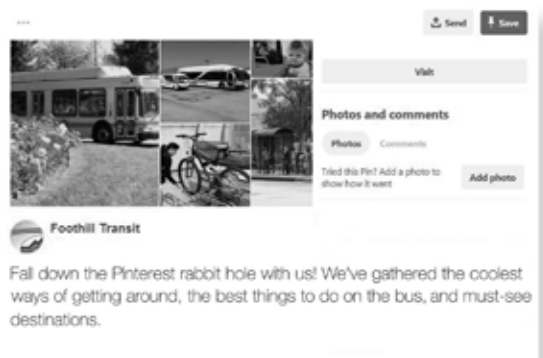 ...
Send Save
Visit
Photos and comments
Photos Comments
Tried this Pin? Add a photo to
show how it went
Add photo
Foothill Transit
Fall down the Pinterest rabbit hole with us! We've gathered the coolest
ways of getting around, the best things to do on the bus, and must-see
destinations.